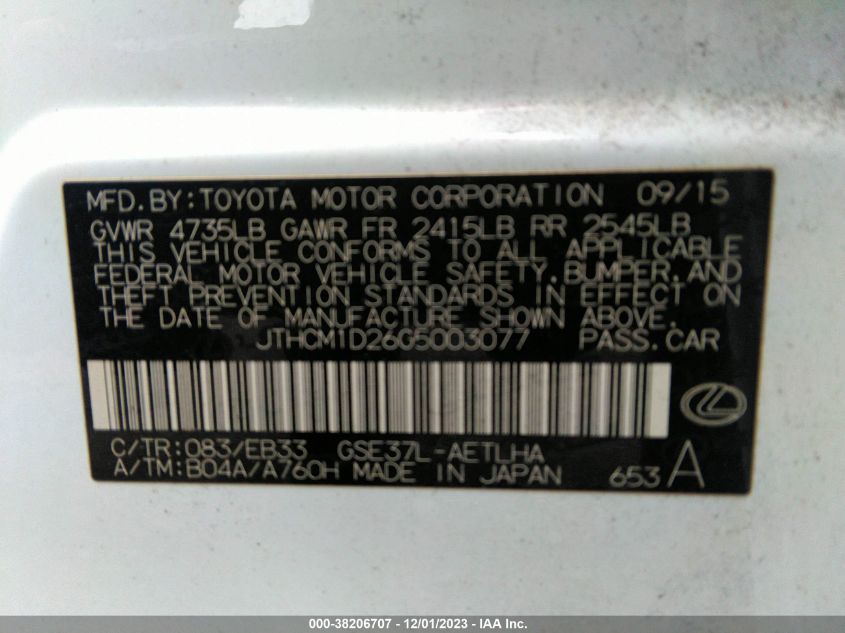 MFD.BY:TOYOTA MOTOR CORPORATION 09/15
GVWR 4735LB GAWR FR 2415LB RR 2545LB
THIS VEHICLE CONFORMS TO ALL APPLICABLE
FEDERAL MOTOR VEHICLE SAFETY,BUMPER,AND
THEFT PREVENTION STANDARDS IN EFFECT ON
THE DATE OF MANUFACTURE SHOWN ABOVE.
JTHCM1D26G5003077 PASS.CAR
C/TR:083/EB33 GSE37L-AETLHA
A/TM:B04A/A760H MADE IN JAPAN 653 A
000-38206707 - 12/01/2023 - IAA Inc.